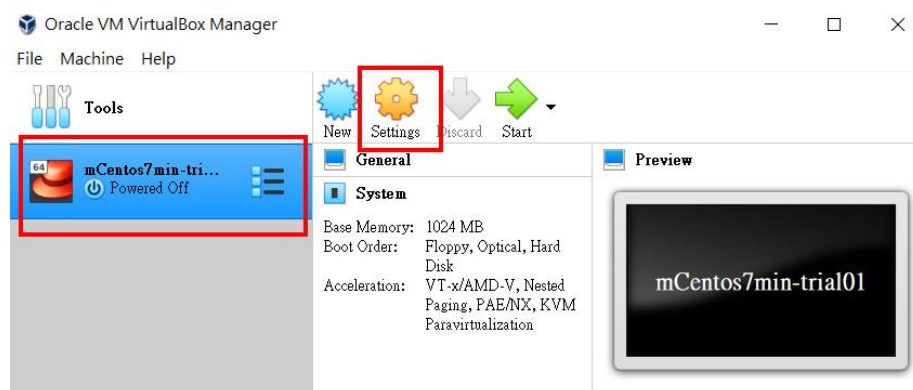 Oracle VM VirtualBox Manager
File Machine Help
Tools
New Settings Discard Start
64
mCentos7min-tri...
Powered Off
General
System
Base Memory: 1024 MB
Boot Order: Floppy, Optical, Hard
Disk
Acceleration: VT-x/AMD-V, Nested
Paging, PAE/NX, KVM
Paravirtualization
Preview
mCentos7min-trial01